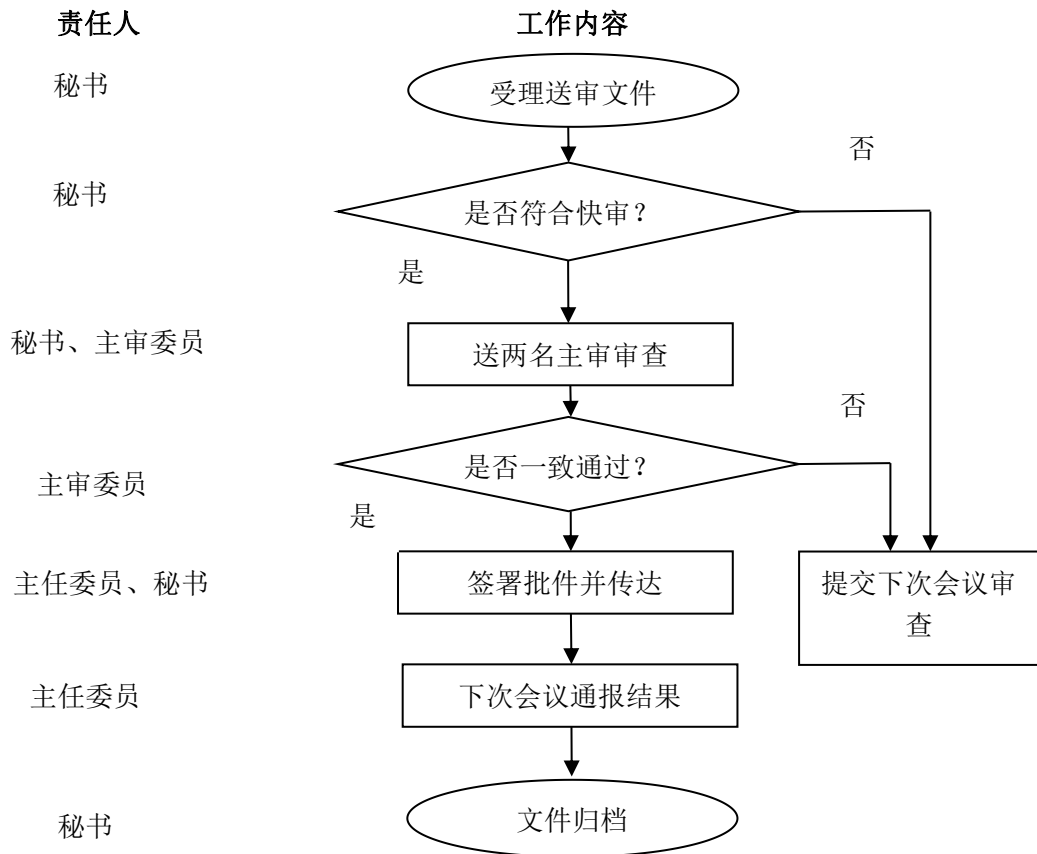 责任人
工作内容
秘书
受理送审文件
否
秘书
是否符合快审?
是
秘书、主审委员
送两名主审审查
否
是否一致通过?
主审委员
是
主任委员、秘书
签署批件并传达
提交下次会议审
查
主任委员
下次会议通报结果
秘书
文件归档